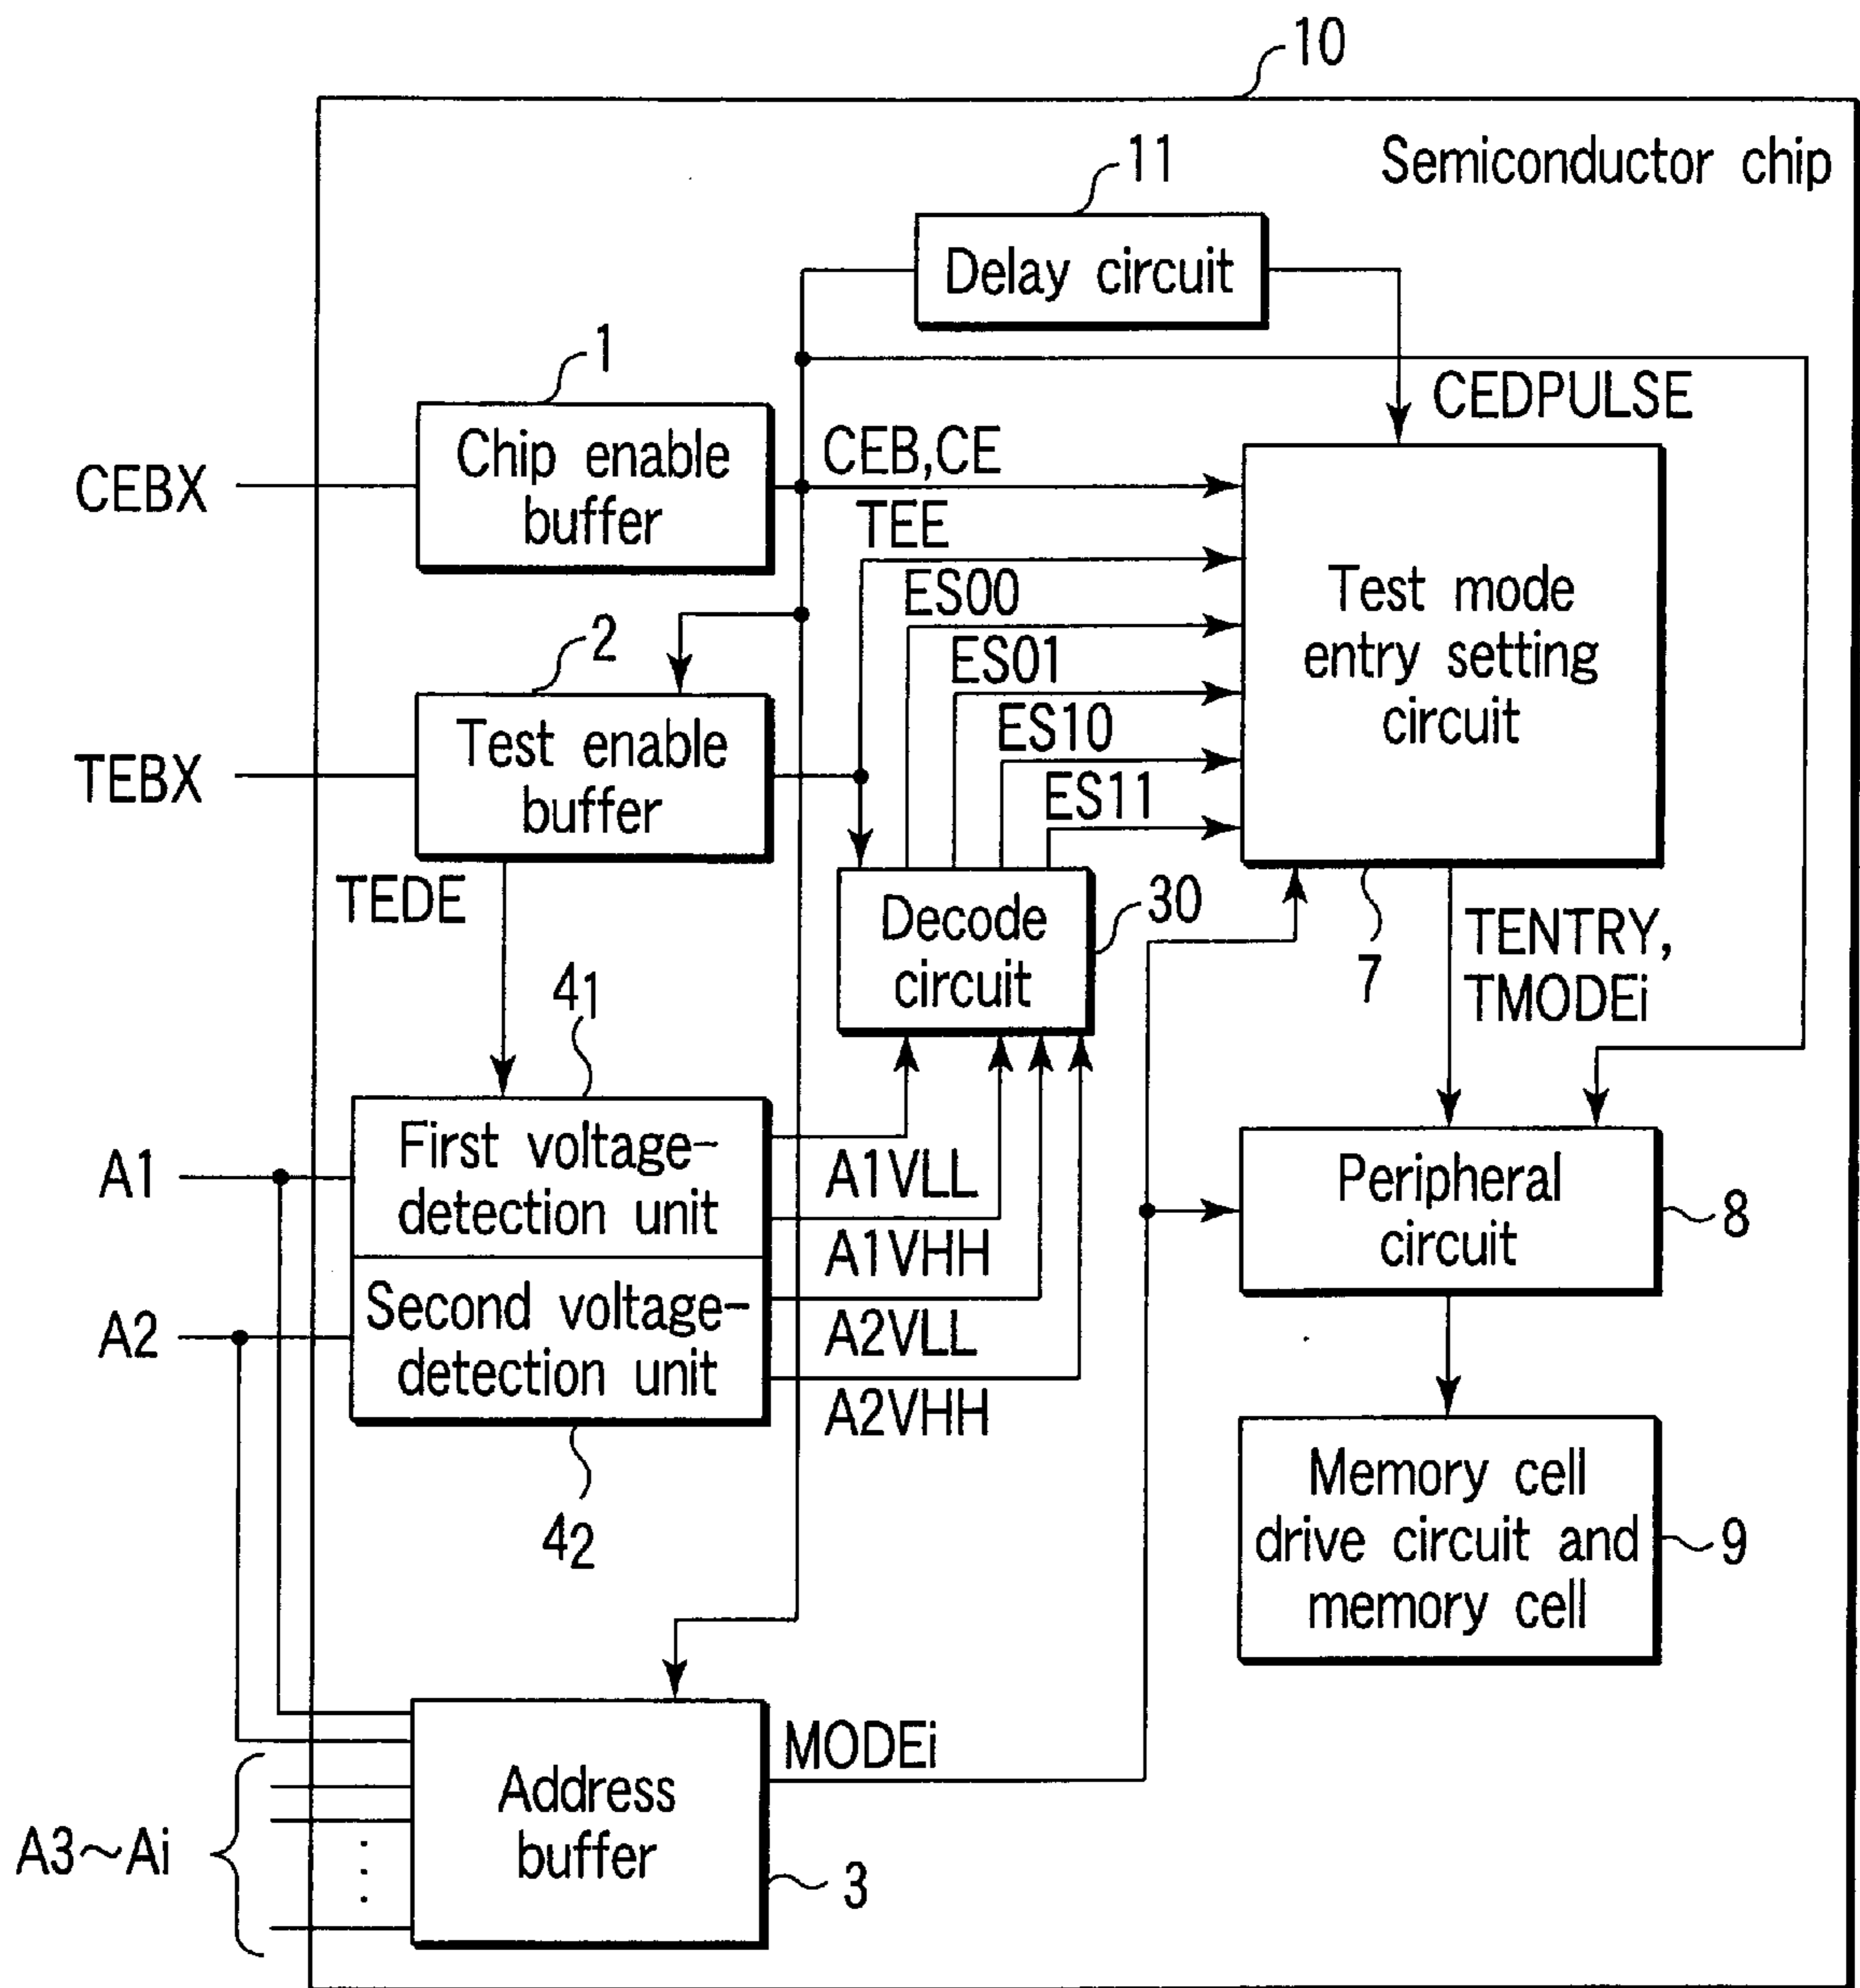 10
Semiconductor chip
11
Delay circuit
1
CEDPULSE
Chip enable
buffer
CEB,CE
CEBX
TEE
ES00
Test mode
entry setting
circuit
2
ES01
ES10
Test enable
buffer
TEBX
ES11
TEDE
Decode
circuit
30
7
TENTRY,
TMODEi
41
First voltage-
detection unit
A1
A1VLL
Peripheral
circuit
8
A1VHH
Second voltage-
detection unit
A2
A2VLL
A2VHH
42
Memory cell
drive circuit and
memory cell
9
MODEi
Address
buffer
A3~Ai
3